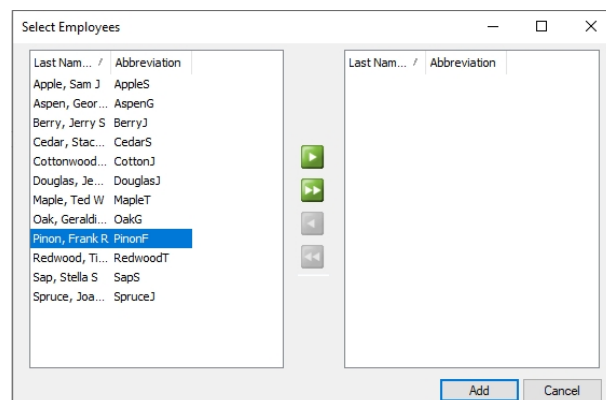 Select Employees
Last Nam... / Abbreviation
Apple, Sam J AppleS
Aspen, Geor... AspenG
Berry, Jerry S BerryJ
Cedar, Stac... CedarS
Cottonwood... CottonJ
Douglas, Je... DouglasJ
Maple, Ted W MapleT
Oak, Geraldi... OakG
Pinon, Frank R PinonF
Redwood, Ti... RedwoodT
Sap, Stella S SapS
Spruce, Joa... SpruceJ
Last Nam... / Abbreviation
Add Cancel